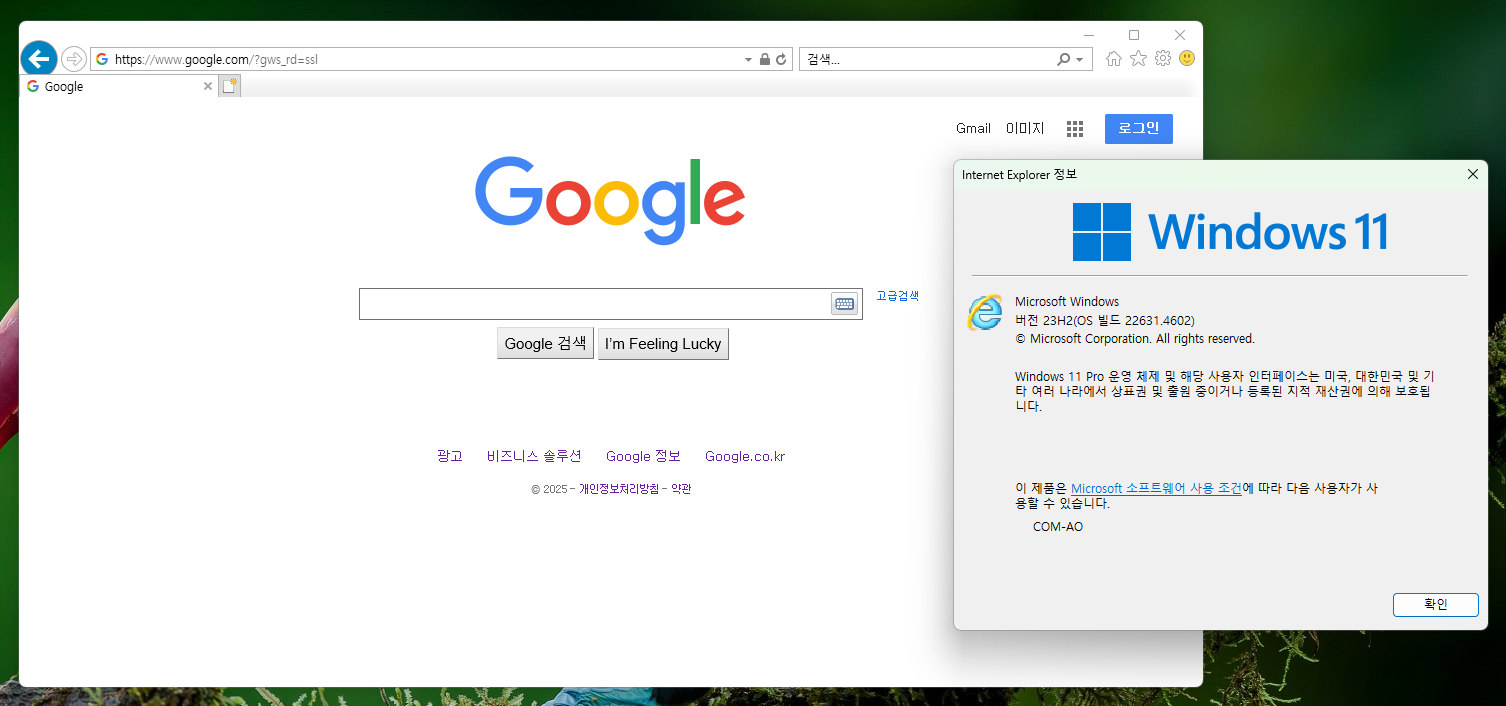 https://www.google.com/?gws_rd=ssl
검색...
Google
Gmail 이미지 로그인
Google
고급검색
Google 검색 I'm Feeling Lucky
광고 비즈니스 솔루션 Google 정보 Google.co.kr
© 2025 - 개인정보처리방침 - 약관
Internet Explorer 정보
Windows 11
Microsoft Windows
버전 23H2(OS 빌드 22631.4602)
© Microsoft Corporation. All rights reserved.
Windows 11 Pro 운영 체제 및 해당 사용자 인터페이스는 미국, 대한민국 및 기
타 여러 나라에서 상표권 및 출원 중이거나 등록된 지적 재산권에 의해 보호됩
니다.
이 제품은 Microsoft 소프트웨어 사용 조건에 따라 다음 사용자가 사
용할 수 있습니다.
COM-AO
확인